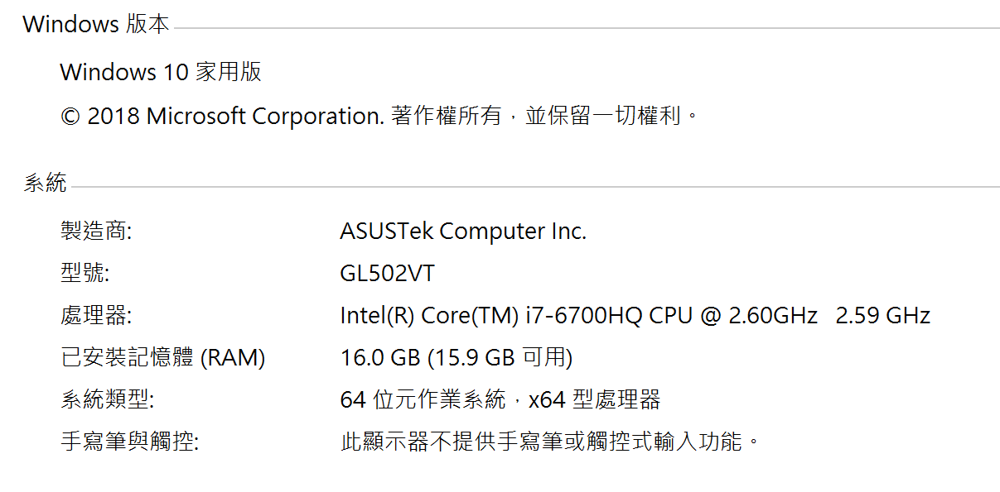 Windows 版本
Windows 10 家用版
© 2018 Microsoft Corporation. 著作權所有，並保留一切權利。
系統
製造商: ASUSTek Computer Inc.
型號: GL502VT
處理器: Intel(R) Core(TM) i7-6700HQ CPU @ 2.60GHz 2.59 GHz
已安裝記憶體 (RAM) 16.0 GB (15.9 GB 可用)
系統類型: 64 位元作業系統，x64 型處理器
手寫筆與觸控: 此顯示器不提供手寫筆或觸控式輸入功能。